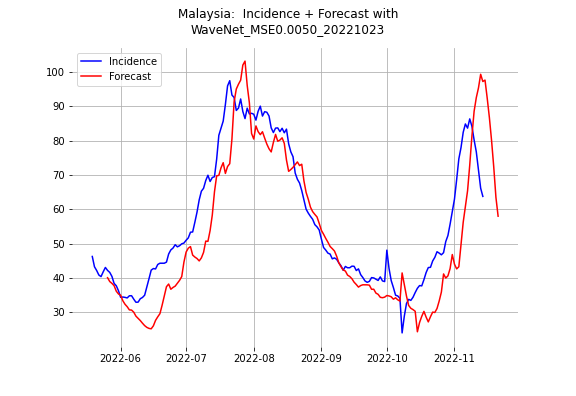 Malaysia: Incidence + Forecast with
WaveNet_MSE0.0050_20221023
Incidence
Forecast
100
90
80
70
60
50
40
30
2022-06 2022-07 2022-08 2022-09 2022-10 2022-11